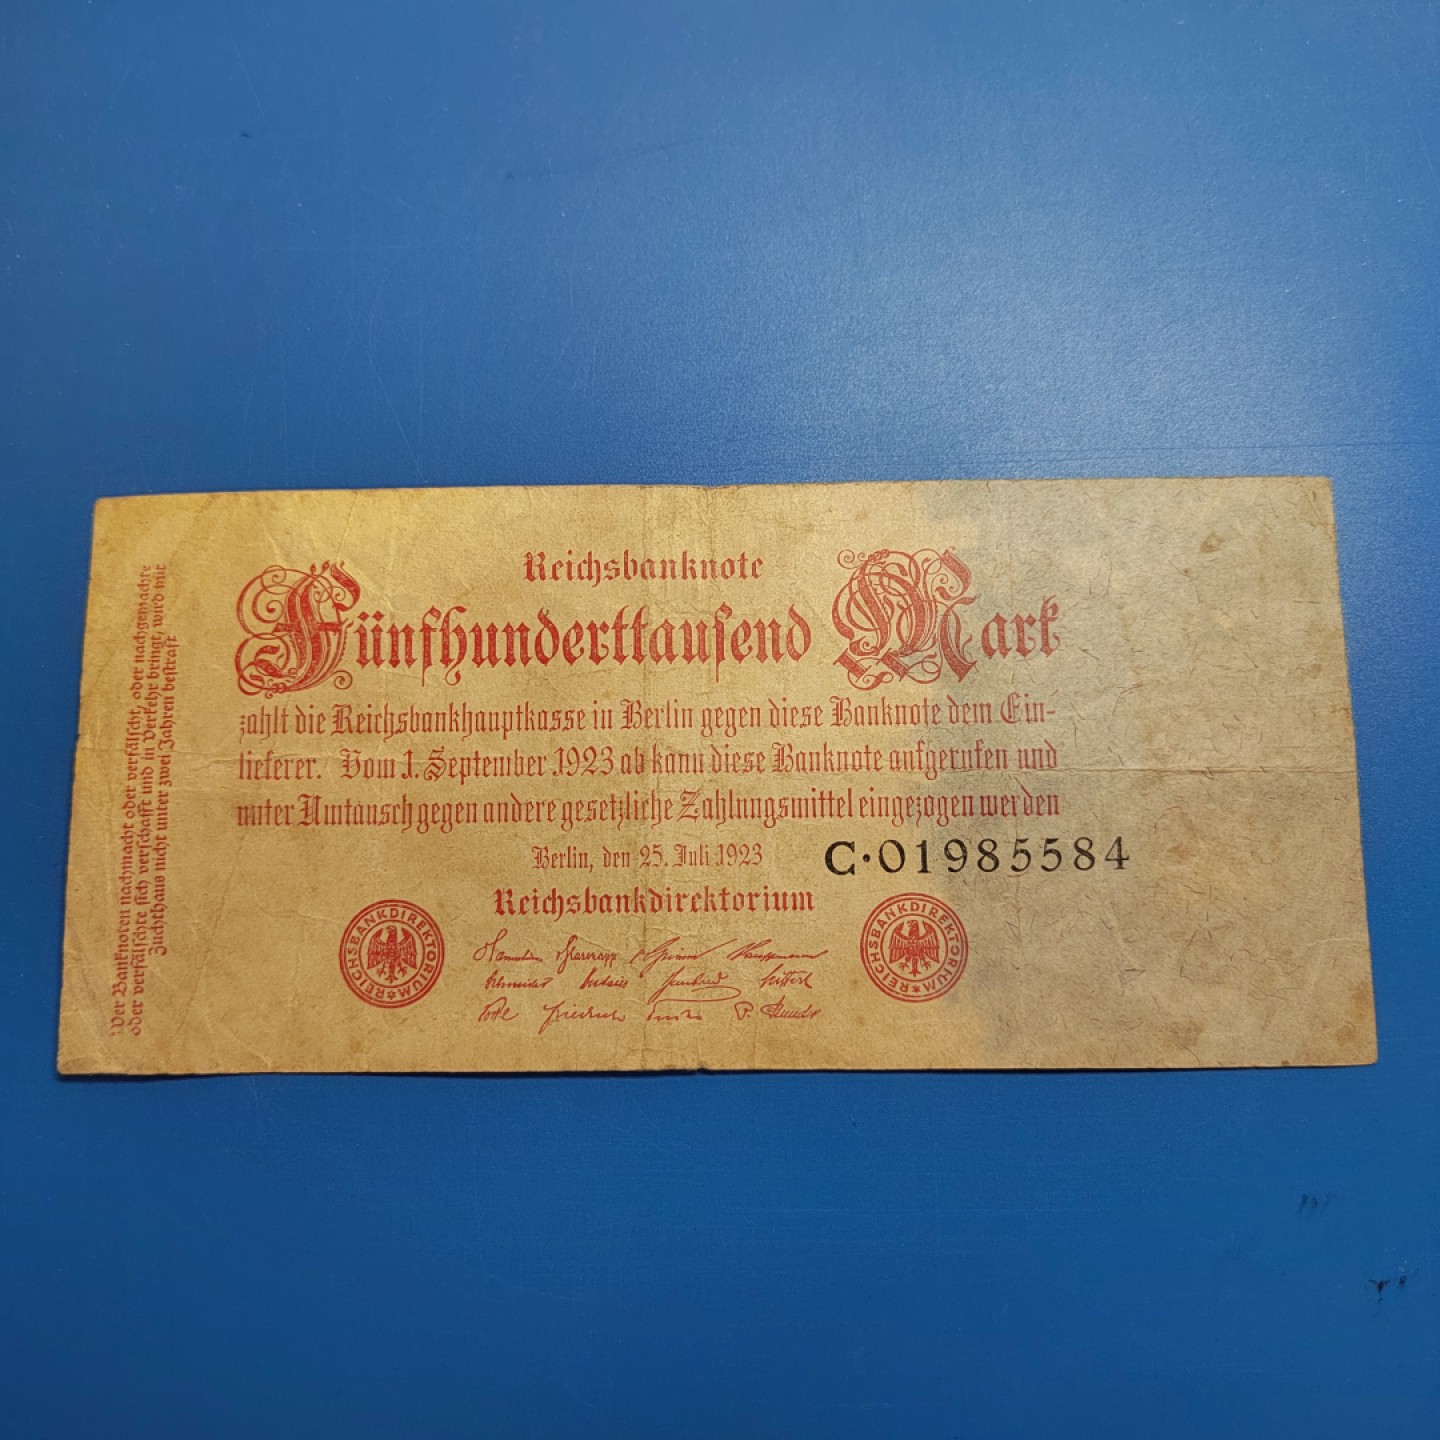 Reichsbanknote
Fünfhunderttausend Mark
zahlt die Reichsbankhauptkasse in Berlin gegen diese Banknote dem Ein-
lieferer. Vom 1. September 1923 ab kann diese Banknote aufgerufen und
unter Umtausch gegen andere gesetzliche Zahlungsmittel eingezogen werden
Berlin, den 25. Juli 1923
C·01985584
Reichsbankdirektorium
REICHSBANKDIREKTORIUM
REICHSBANKDIREKTORIUM
Kauffmann
Schneider
Friedrich
Wer Banknoten nachmacht oder verfälscht, oder nachgemachte
oder verfälschte sich verschafft und in Verkehr bringt, wird mit
Zuchthaus nicht unter zwei Jahren bestraft